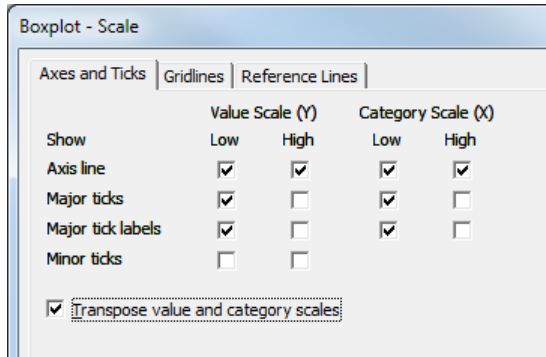 Boxplot - Scale
Axes and Ticks Gridlines Reference Lines
Value Scale (Y) Category Scale (X)
Show Low High Low High
Axis line
Major ticks
Major tick labels
Minor ticks
Transpose value and category scales